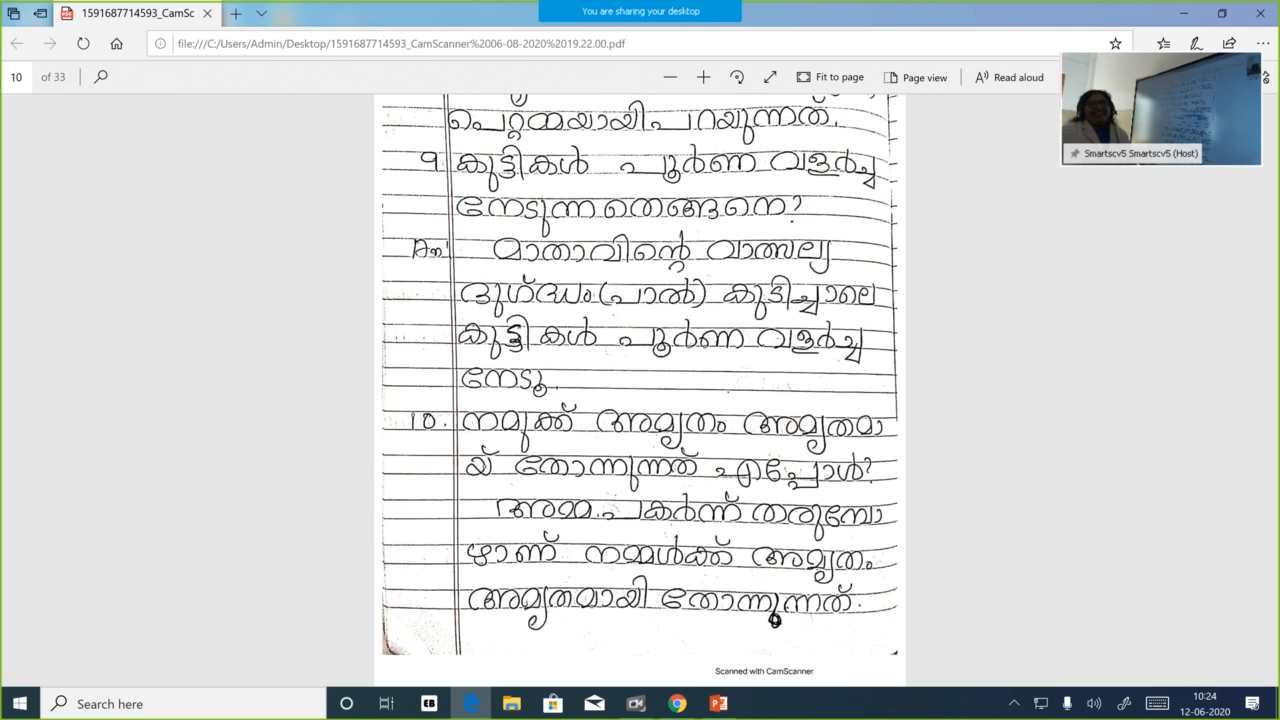 You are sharing your desktop
1591687714593_CamSc
file:///C:/Users/Admin/Desktop/1591687714593_CamScanner%2006-08-2020%2019.22.00.pdf
10 of 33
Fit to page
Page view
Read aloud
Smartscv5 Smartscv5 (Host)
പെറ്റമ്മയായി പറയുന്നത്.
9 കുട്ടികൾ പൂർണ വളർച്ച
നേടുന്നതെങ്ങനെ?
Ans മാതാവിന്റെ വാത്സല്യ
ദുഗ്ദ്ധം (പാൽ) കുടിച്ചാലെ
കുട്ടികൾ പൂർണ വളർച്ച
നേടൂ.
10. നമുക്ക് അമൃതം അമൃതമാ
യ് തോന്നുന്നത് എപ്പോൾ?
അമ്മ പകർന്ന് തരുമ്പോ
ഴാണ് നമ്മൾക്ക് അമൃതം
അമൃതമായി തോന്നുന്നത്.
Scanned with CamScanner
Search here
10:24
12-06-2020